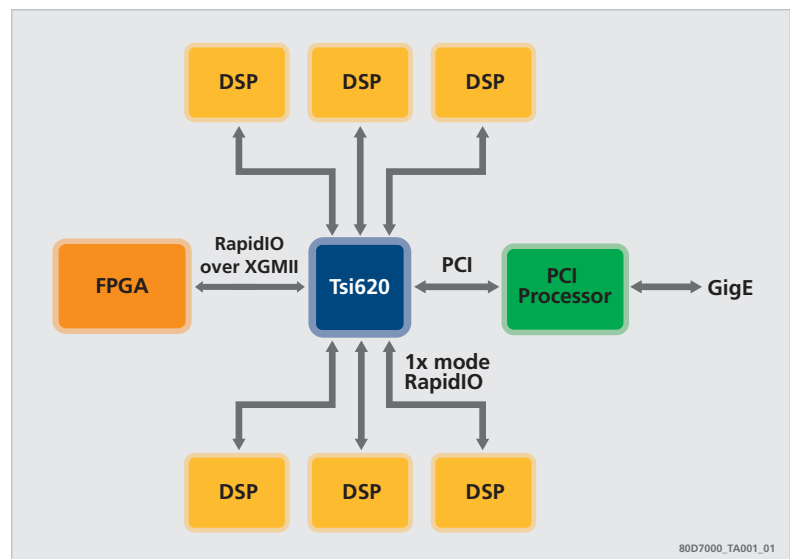 DSP
DSP
DSP
RapidIO
over XGMII
FPGA
Tsi620
PCI
PCI
Processor
GigE
1x mode
RapidIO
DSP
DSP
DSP
80D7000_TA001_01